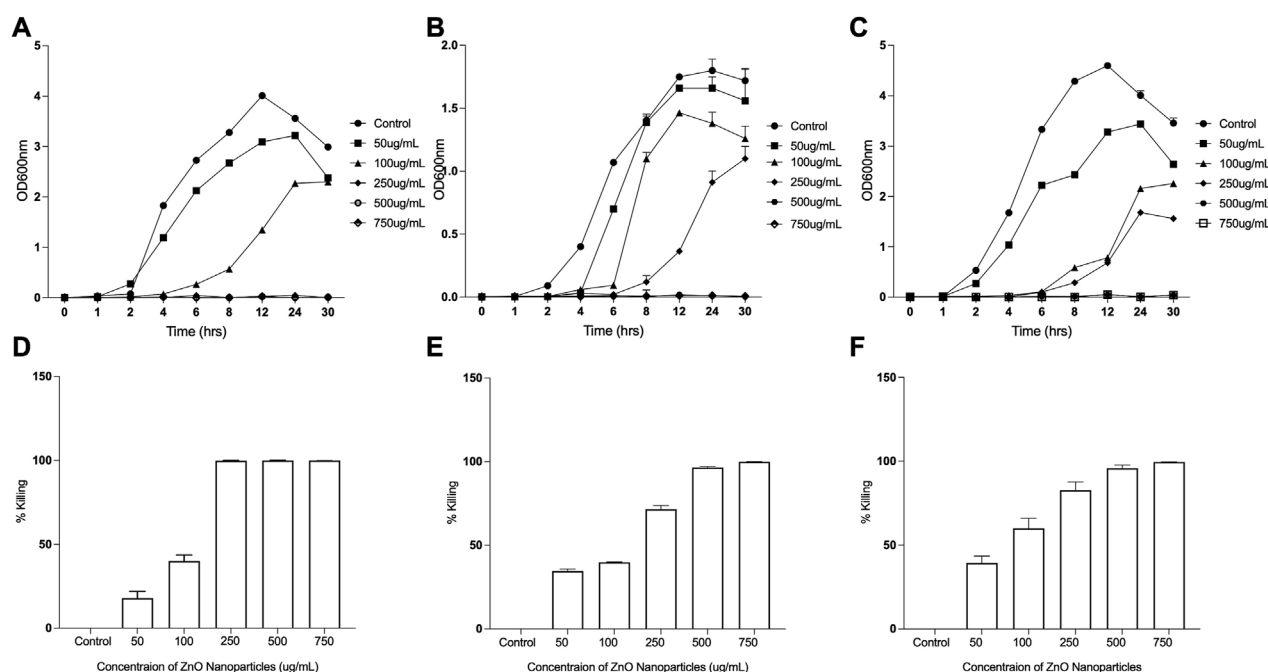 A
5
4
3
2
1
0
OD600nm
0 1 2 4 6 8 12 24 30
Time (hrs)
Control
50ug/mL
100ug/mL
250ug/mL
500ug/mL
750ug/mL
B
2.0
1.5
1.0
0.5
0.0
OD600nm
0 1 2 4 6 8 12 24 30
Time (hrs)
Control
50ug/mL
100ug/mL
250ug/mL
500ug/mL
750ug/mL
C
5
4
3
2
1
0
OD600nm
0 1 2 4 6 8 12 24 30
Time (hrs)
Control
50ug/mL
100ug/mL
250ug/mL
500ug/mL
750ug/mL
D
150
100
50
0
% Killing
Control 50 100 250 500 750
Concentraion of ZnO Nanoparticles (ug/mL)
E
150
100
50
0
% Killing
Control 50 100 250 500 750
Concentraion of ZnO Nanoparticles (ug/mL)
F
150
100
50
0
% Killing
Control 50 100 250 500 750
Concentraion of ZnO Nanoparticles